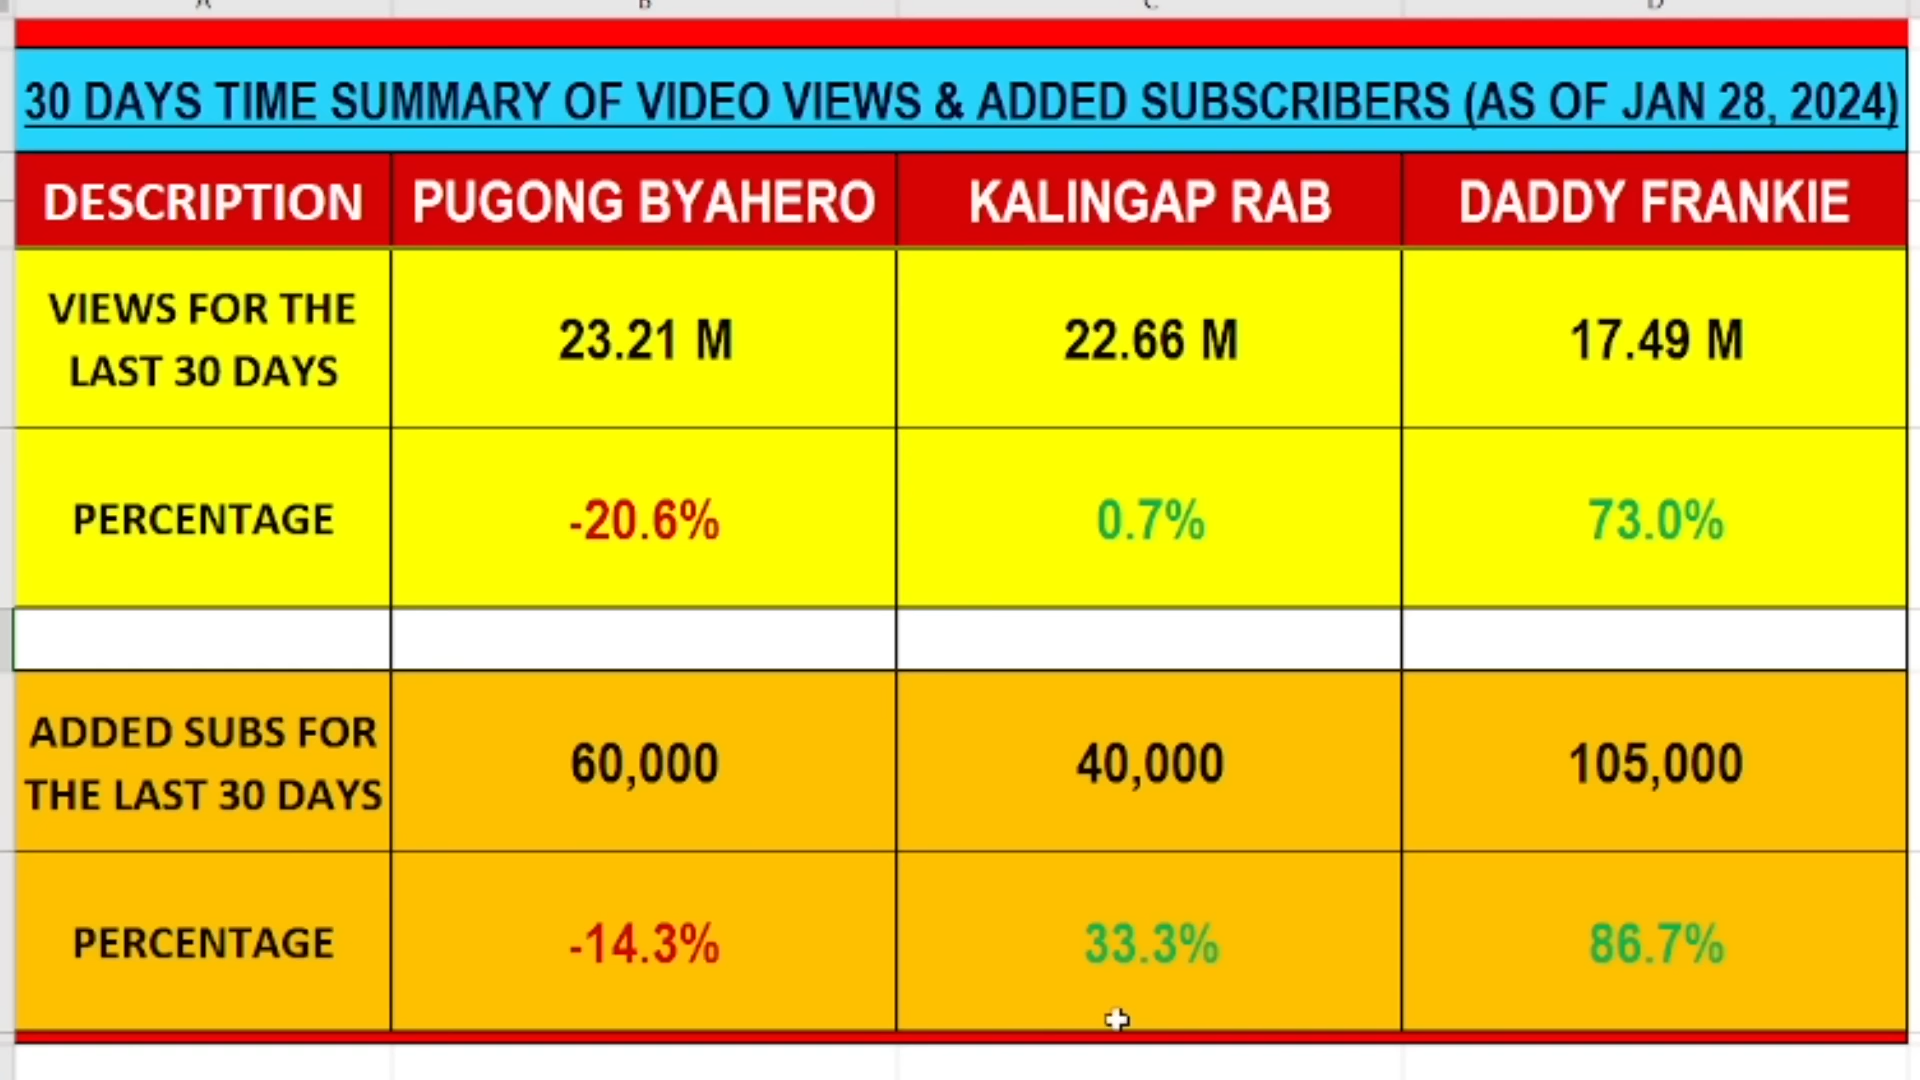 30 DAYS TIME SUMMARY OF VIDEO VIEWS & ADDED SUBSCRIBERS (AS OF JAN 28, 2024)
DESCRIPTION PUGONG BYAHERO KALINGAP RAB DADDY FRANKIE
VIEWS FOR THE
LAST 30 DAYS
23.21 M 22.66 M 17.49 M
PERCENTAGE -20.6% 0.7% 73.0%
ADDED SUBS FOR
THE LAST 30 DAYS
60,000 40,000 105,000
PERCENTAGE -14.3% 33.3% 86.7%